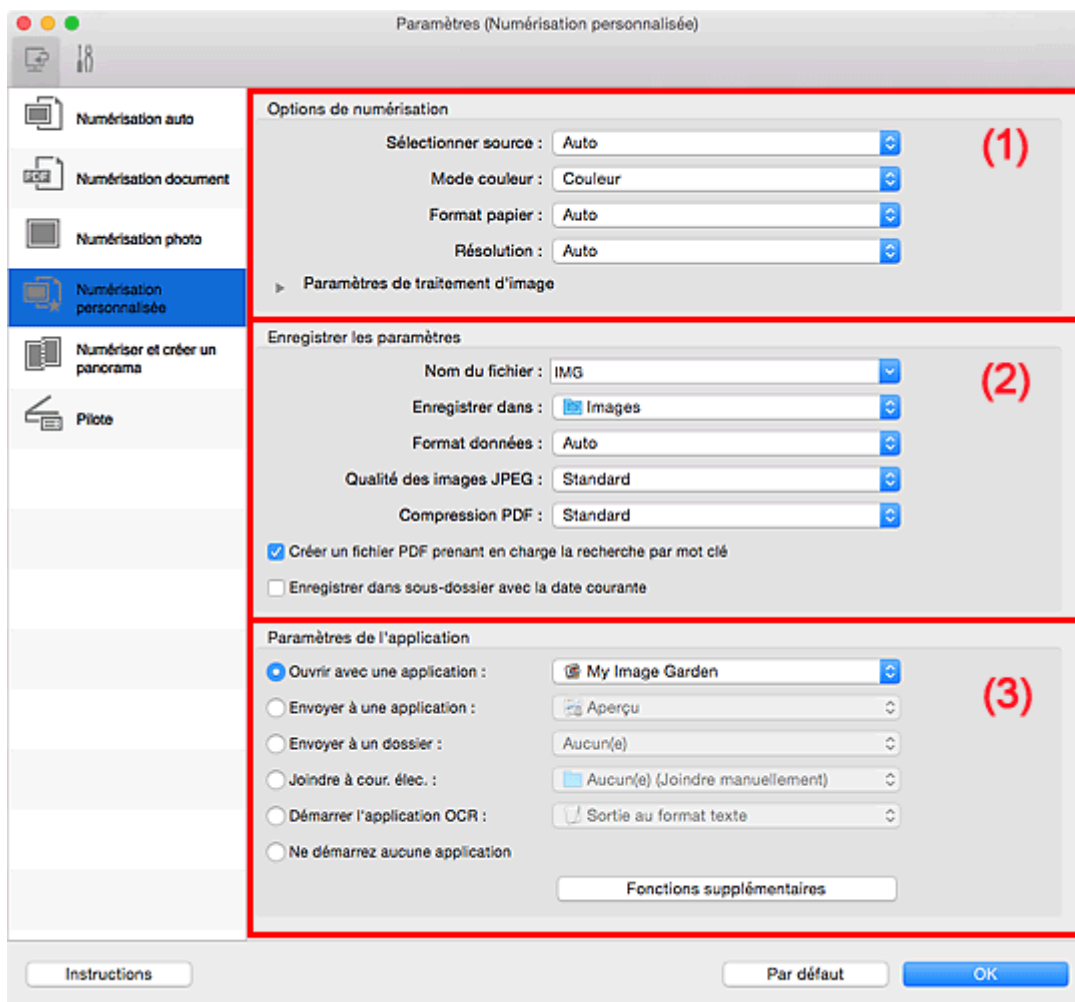 Paramètres (Numérisation personnalisée)
Numérisation auto
Numérisation document
Numérisation photo
Numérisation
personnalisée
Numériser et créer un
panorama
Pilote
Options de numérisation
(1)
Sélectionner source : Auto
Mode couleur : Couleur
Format papier : Auto
Résolution : Auto
Paramètres de traitement d'image
Enregistrer les paramètres
(2)
Nom du fichier : IMG
Enregistrer dans : Images
Format données : Auto
Qualité des images JPEG : Standard
Compression PDF : Standard
Créer un fichier PDF prenant en charge la recherche par mot clé
Enregistrer dans sous-dossier avec la date courante
Paramètres de l'application
(3)
Ouvrir avec une application : My Image Garden
Envoyer à une application : Aperçu
Envoyer à un dossier : Aucun(e)
Joindre à cour. élec. : Aucun(e) (Joindre manuellement)
Démarrer l'application OCR : Sortie au format texte
Ne démarrez aucune application
Fonctions supplémentaires
Instructions
Par défaut
OK